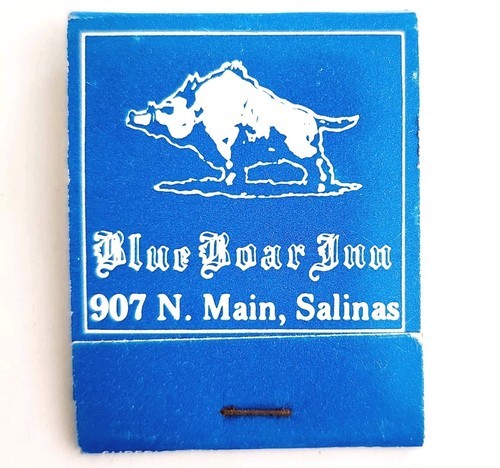 Blue Boar Inn
907 N. Main, Salinas